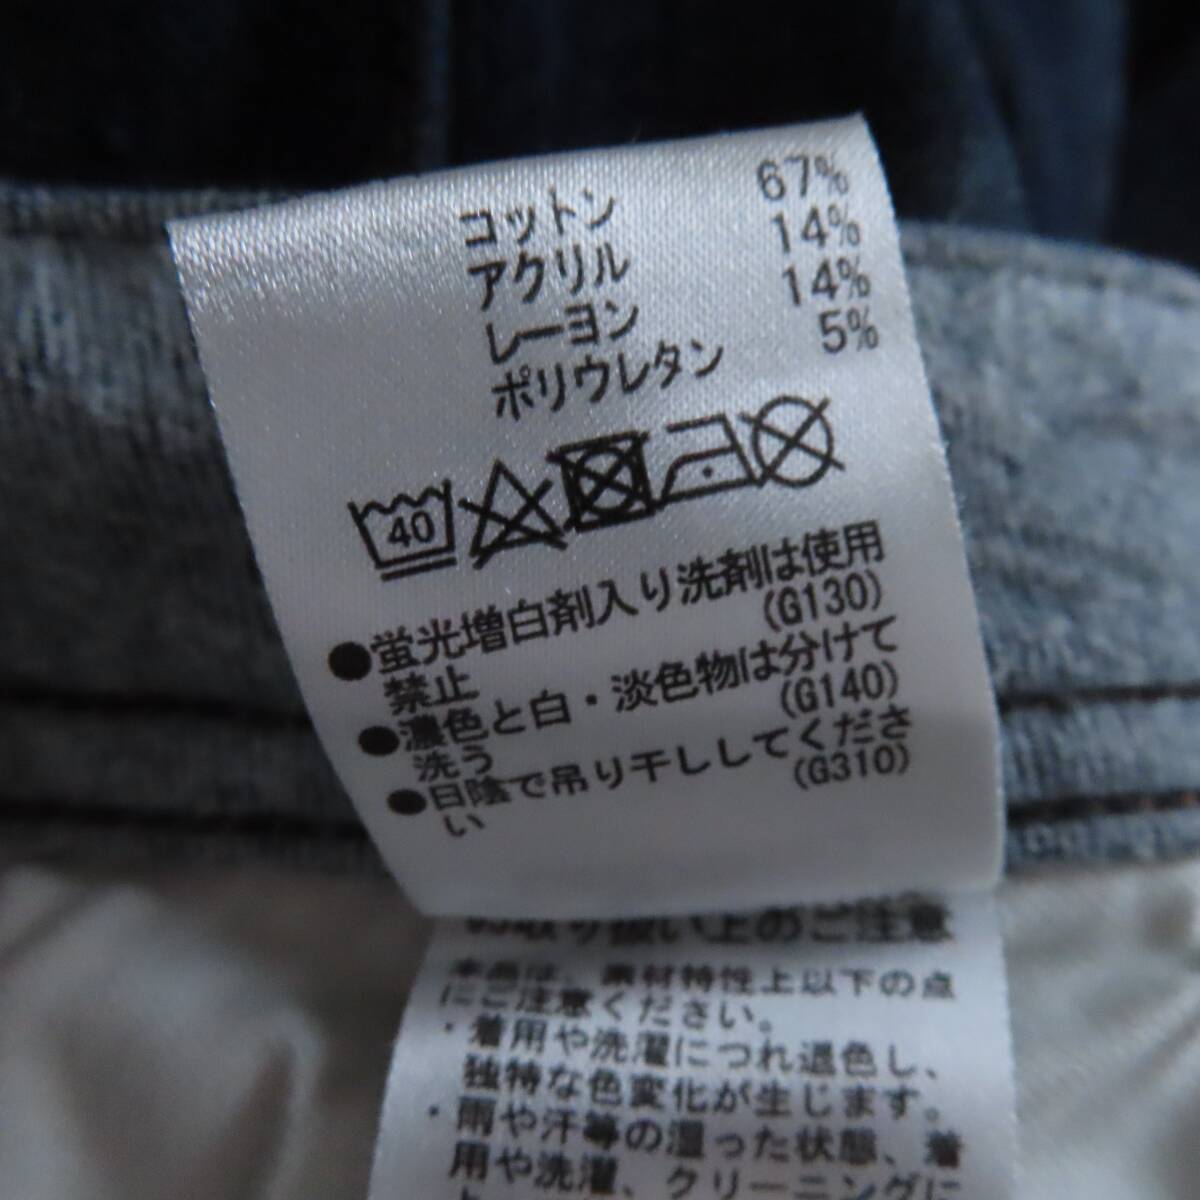 コットン 67%
アクリル 14%
レーヨン 14%
ポリウレタン 5%
40
●蛍光増白剤入り洗剤は使用
禁止 (G130)
●濃色と白・淡色物は分けて
洗う (G140)
●日陰で吊り干ししてくださ
い (G310)
お取り扱い上のご注意
本品は、素材特性上以下の点
にご注意ください。
・着用や洗濯につれ退色し、
独特な色変化が生じます。
・雨や汗等の湿った状態、着
用や洗濯、クリーニングに